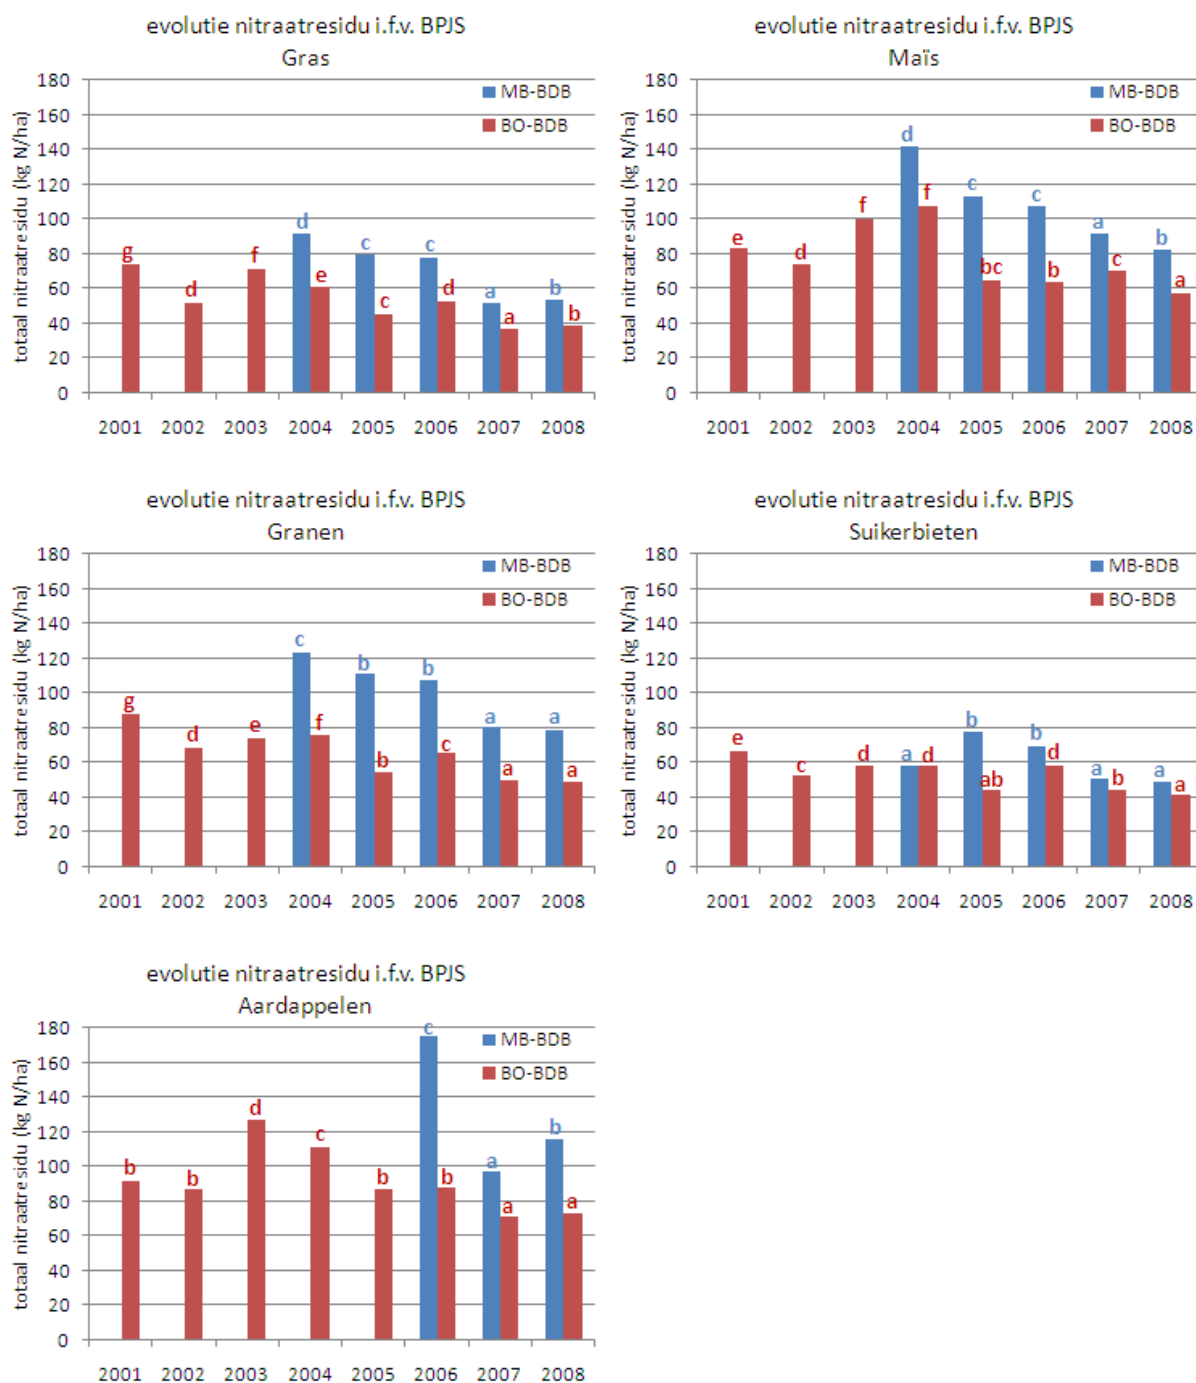 evolutie nitraatresidu i.f.v. BPJS
Gras
totaal nitraatresidu (kg N/ha)
180
160
140
120
100
80
60
40
20
0
MB-BDB
BO-BDB
g
d
f
d
e
c
c
c
d
a
a
b
b
2001 2002 2003 2004 2005 2006 2007 2008
evolutie nitraatresidu i.f.v. BPJS
Maïs
totaal nitraatresidu (kg N/ha)
180
160
140
120
100
80
60
40
20
0
MB-BDB
BO-BDB
e
d
f
d
f
c
bc
c
b
a
c
b
a
2001 2002 2003 2004 2005 2006 2007 2008
evolutie nitraatresidu i.f.v. BPJS
Granen
totaal nitraatresidu (kg N/ha)
180
160
140
120
100
80
60
40
20
0
MB-BDB
BO-BDB
g
d
e
c
f
b
b
b
c
a
a
a
a
2001 2002 2003 2004 2005 2006 2007 2008
evolutie nitraatresidu i.f.v. BPJS
Suikerbieten
totaal nitraatresidu (kg N/ha)
180
160
140
120
100
80
60
40
20
0
MB-BDB
BO-BDB
e
c
d
a
d
b
ab
b
d
a
b
a
a
2001 2002 2003 2004 2005 2006 2007 2008
evolutie nitraatresidu i.f.v. BPJS
Aardappelen
totaal nitraatresidu (kg N/ha)
180
160
140
120
100
80
60
40
20
0
MB-BDB
BO-BDB
b
b
d
c
b
c
b
a
a
b
a
2001 2002 2003 2004 2005 2006 2007 2008